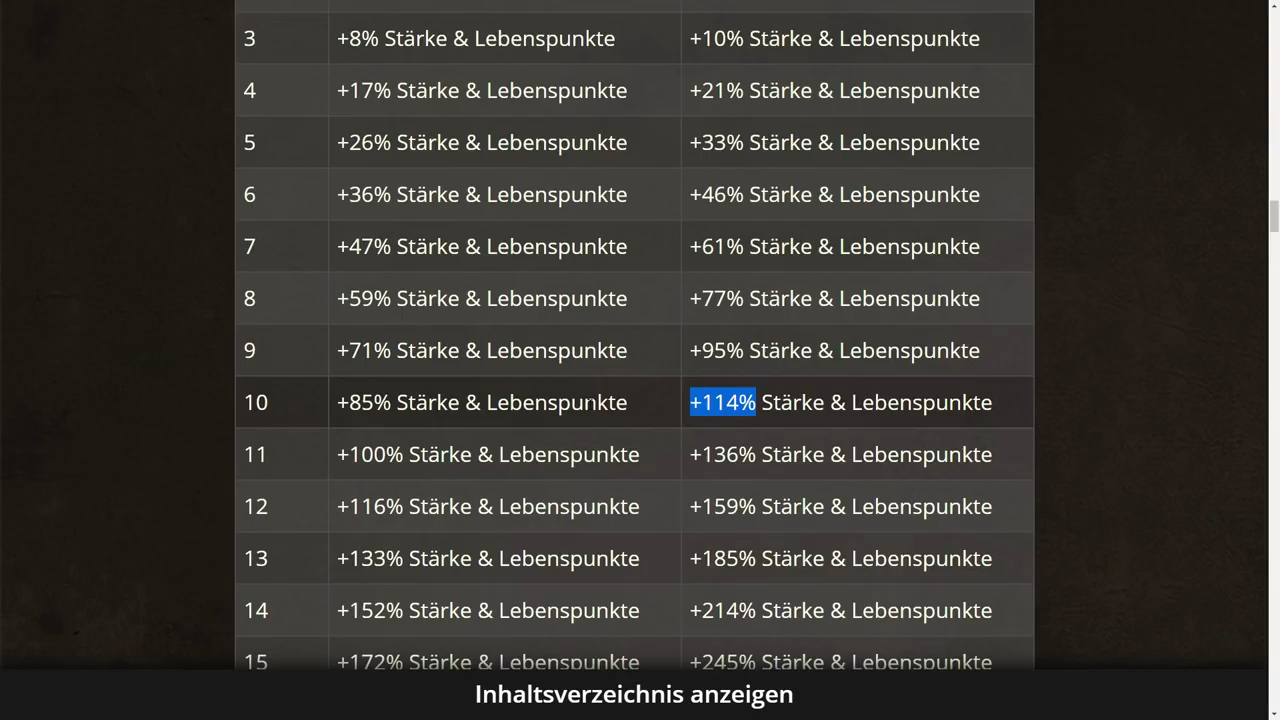 3 +8% Stärke & Lebenspunkte +10% Stärke & Lebenspunkte
4 +17% Stärke & Lebenspunkte +21% Stärke & Lebenspunkte
5 +26% Stärke & Lebenspunkte +33% Stärke & Lebenspunkte
6 +36% Stärke & Lebenspunkte +46% Stärke & Lebenspunkte
7 +47% Stärke & Lebenspunkte +61% Stärke & Lebenspunkte
8 +59% Stärke & Lebenspunkte +77% Stärke & Lebenspunkte
9 +71% Stärke & Lebenspunkte +95% Stärke & Lebenspunkte
10 +85% Stärke & Lebenspunkte +114% Stärke & Lebenspunkte
11 +100% Stärke & Lebenspunkte +136% Stärke & Lebenspunkte
12 +116% Stärke & Lebenspunkte +159% Stärke & Lebenspunkte
13 +133% Stärke & Lebenspunkte +185% Stärke & Lebenspunkte
14 +152% Stärke & Lebenspunkte +214% Stärke & Lebenspunkte
15 +172% Stärke & Lebenspunkte +245% Stärke & Lebenspunkte
Inhaltsverzeichnis anzeigen